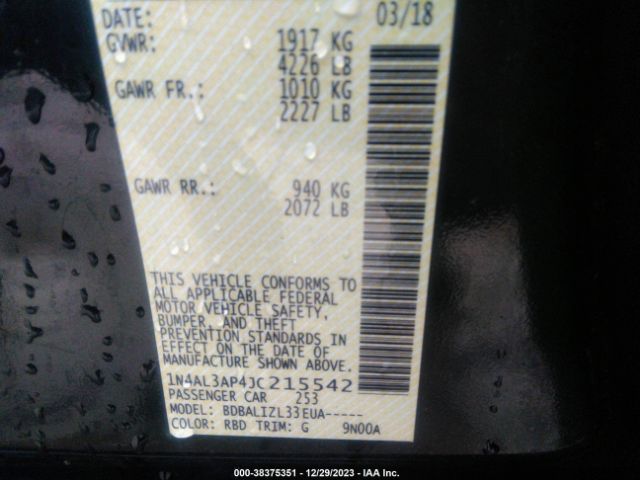 DATE: 03/18
GVWR: 1917 KG
4226 LB
GAWR FR.: 1010 KG
2227 LB
GAWR RR.: 940 KG
2072 LB
THIS VEHICLE CONFORMS TO
ALL APPLICABLE FEDERAL
MOTOR VEHICLE SAFETY,
BUMPER, AND THEFT
PREVENTION STANDARDS IN
EFFECT ON THE DATE OF
MANUFACTURE SHOWN ABOVE.
1N4AL3AP4JC215542
PASSENGER CAR 253
MODEL: BDBALIZL33EUA-----
COLOR: RBD TRIM: G 9N00A
000-38375351 - 12/29/2023 - IAA Inc.